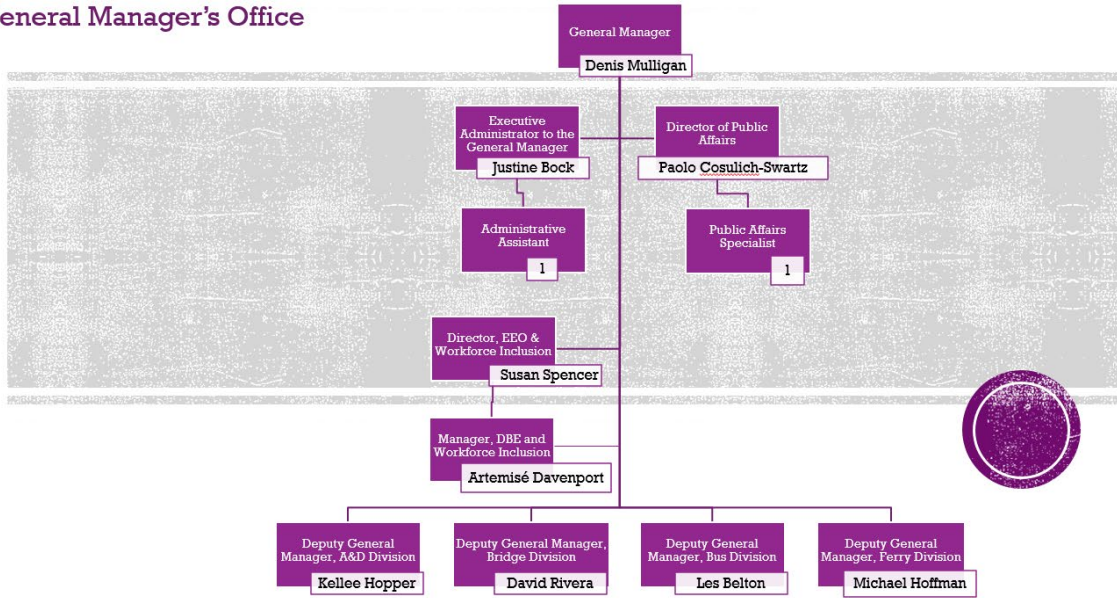 eneral Manager's Office
General Manager
Denis Mulligan
Executive
Administrator to the
General Manager
Justine Bock
Director of Public
Affairs
Paolo Cosulich-Swartz
Administrative
Assistant
1
Public Affairs
Specialist
1
Director, EEO &
Workforce Inclusion
Susan Spencer
Manager, DBE and
Workforce Inclusion
Artemisé Davenport
Deputy General
Manager, A&D Division
Kellee Hopper
Deputy General Manager,
Bridge Division
David Rivera
Deputy General
Manager, Bus Division
Les Belton
Deputy General
Manager, Ferry Division
Michael Hoffman